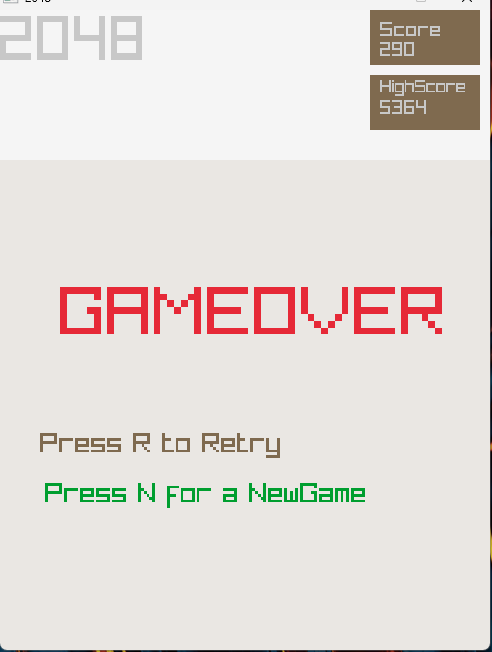 2048
Score
290
HighScore
5364
GAMEOVER
Press R to Retry
Press N For a NewGame